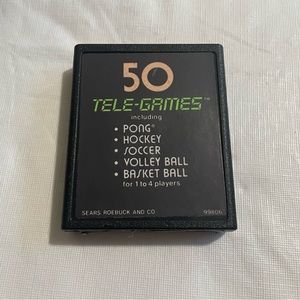 50
TELE-GAMES™
including
• PONG®
• HOCKEY
• SOCCER
• VOLLEY BALL
• BASKET BALL
for 1 to 4 players
SEARS ROEBUCK AND CO 99806